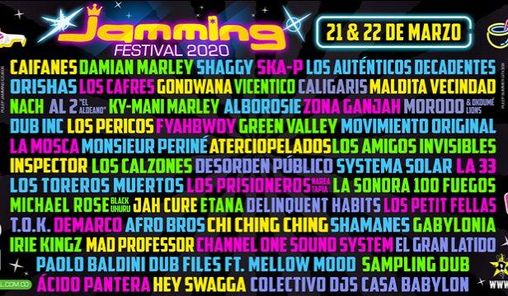 Jamming
FESTIVAL 2020
21 & 22 DE MARZO
CAIFANES DAMIAN MARLEY SHAGGY SKA-P LOS AUTÉNTICOS DECADENTES
ORISHAS LOS CAFRES GONDWANA VICENTICO CALIGARIS MALDITA VECINDAD
NACH AL 2 "EL ALDEANO" KY-MANI MARLEY ALBOROSIE ZONA GANJAH MORODO & OKOUME LIONS
DUB INC LOS PERICOS FYAHBWOY GREEN VALLEY MOVIMIENTO ORIGINAL
LA MOSCA MONSIEUR PERINÉ ATERCIOPELADOS LOS AMIGOS INVISIBLES
INSPECTOR LOS CALZONES DESORDEN PÚBLICO SYSTEMA SOLAR LA 33
LOS TOREROS MUERTOS LOS PRISIONEROS NAREA TAPIA LA SONORA 100 FUEGOS
MICHAEL ROSE BLACK UHURU JAH CURE ETANA DELINQUENT HABITS LOS PETIT FELLAS
T.O.K. DEMARCO AFRO BROS CHI CHING CHING SHAMANES GABYLONIA
IRIE KINGZ MAD PROFESSOR CHANNEL ONE SOUND SYSTEM EL GRAN LATIDO
PAOLO BALDINI DUB FILES FT. MELLOW MOOD SAMPLING DUB
ÁCIDO PANTERA HEY SWAGGA COLECTIVO DJS CASA BABYLON